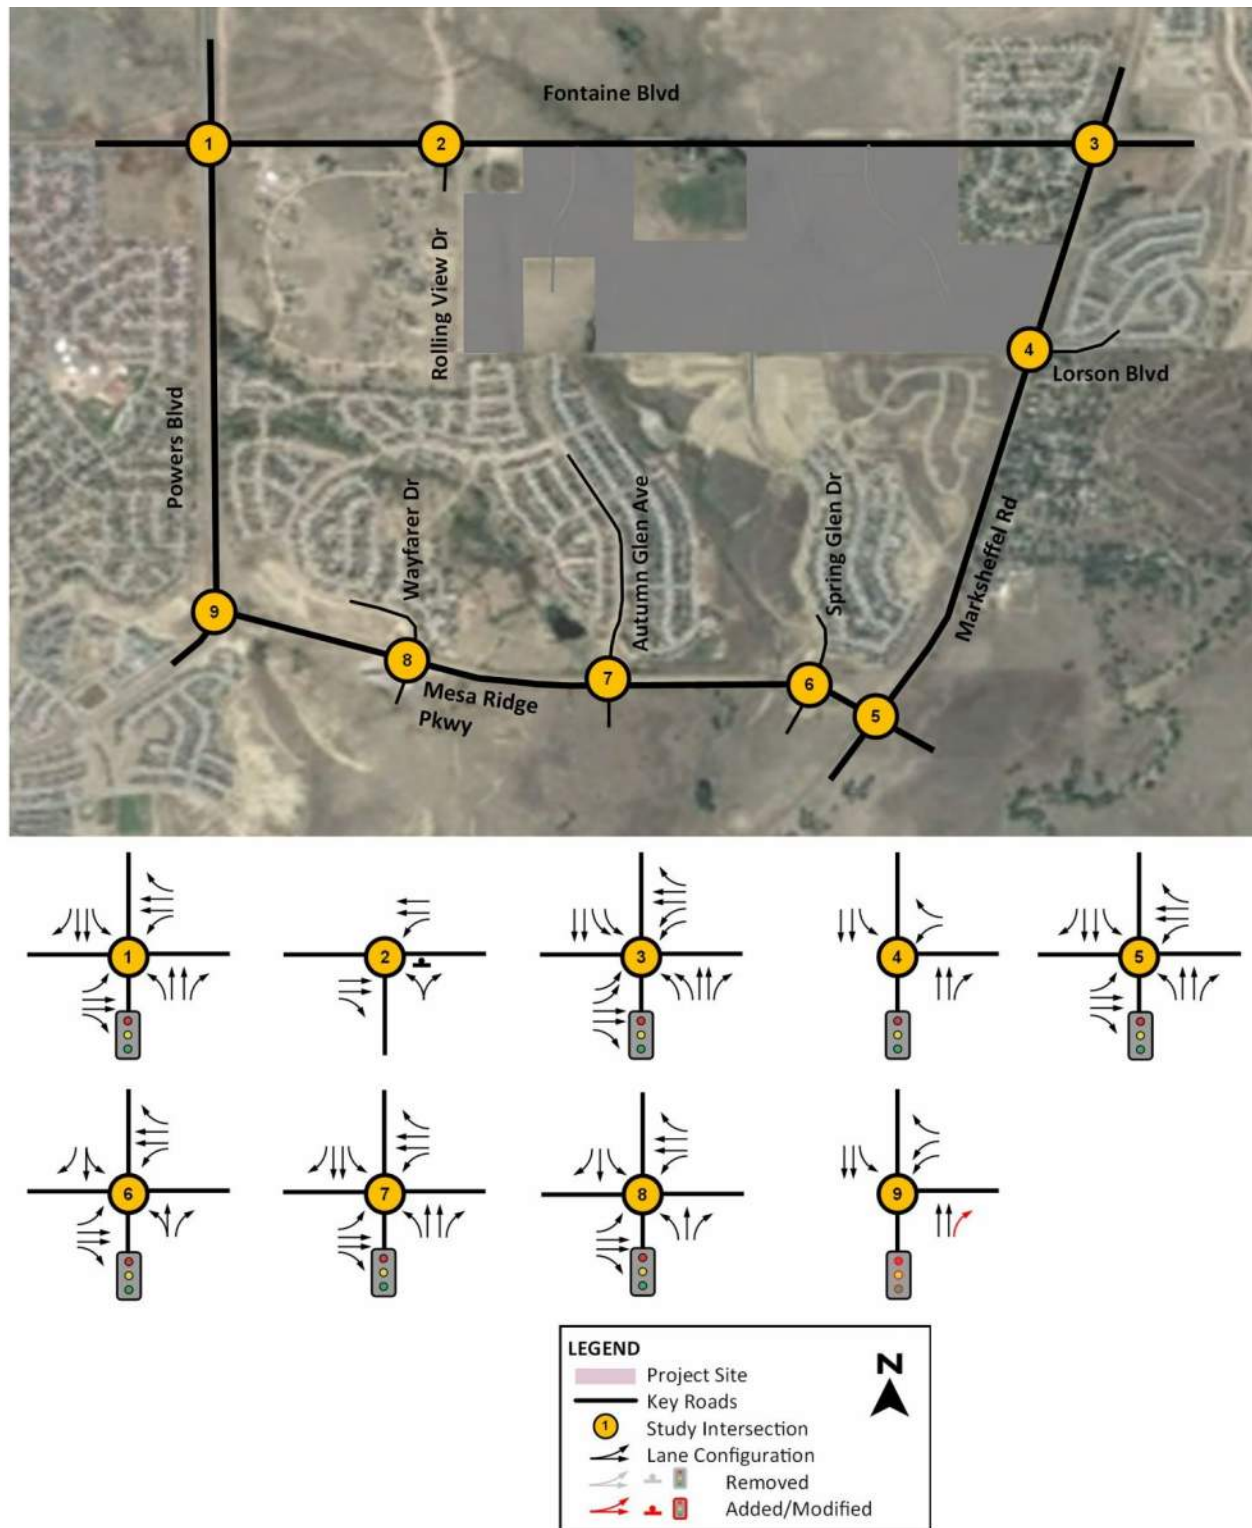 Fontaine Blvd
1
2
3
Rolling View Dr
4
Lorson Blvd
Powers Blvd
Wayfarer Dr
Autumn Glen Ave
Spring Glen Dr
Marksheffel Rd
9
8
7
6
5
Mesa Ridge
Pkwy
1
2
3
4
5
6
7
8
9
LEGEND
N
Project Site
Key Roads
1
Study Intersection
Lane Configuration
Removed
Added/Modified